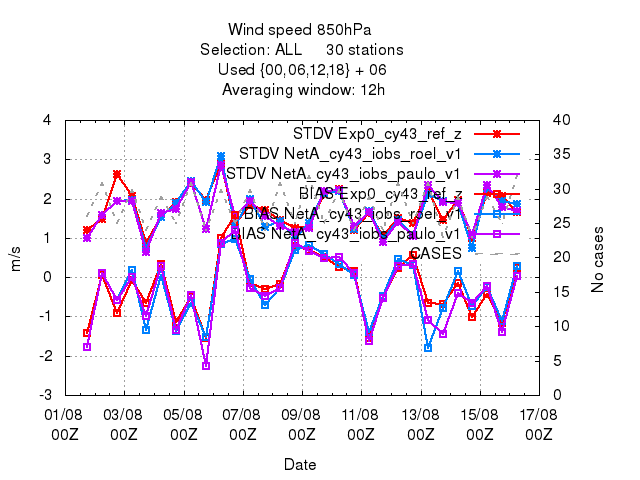 Wind speed 850hPa
Selection: ALL 30 stations
Used {00,06,12,18} + 06
Averaging window: 12h
4
3
2
1
0
-1
-2
-3
m/s
40
35
30
25
20
15
10
5
0
No cases
STDV Exp0_cy43_ref_z
STDV NetA_cy43_iobs_roel_v1
STDV NetA_cy43_iobs_paulo_v1
BIAS Exp0_cy43_ref_z
BIAS NetA_cy43_iobs_roel_v1
BIAS NetA_cy43_iobs_paulo_v1
CASES
01/08 03/08 05/08 07/08 09/08 11/08 13/08 15/08 17/08
00Z 00Z 00Z 00Z 00Z 00Z 00Z 00Z 00Z
Date